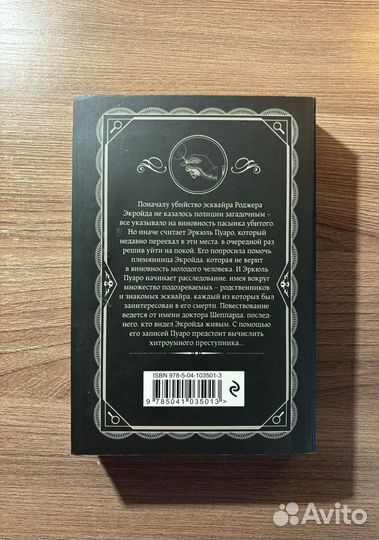 Поначалу убийство эсквайра Роджера
Экройда не казалось полиции загадочным –
все указывало на виновность пасынка убитого.
Но иначе считает Эркюль Пуаро, который
недавно переехал в эти места, в очередной раз
решив уйти на покой. Его попросила помочь
племянница Экройда, которая не верит
в виновность молодого человека. И Эркюль
Пуаро начинает расследование, имея вокруг
множество подозреваемых – родственников
и знакомых эсквайра, каждый из которых был
заинтересован в его смерти. Повествование
ведется от имени доктора Шеппарда, послед-
него, кто видел Экройда живым. С помощью
его записей Пуаро предстоит вычислить
хитроумного преступника...
ISBN 978-5-04-103501-3
9 785041 035013 >
Avito